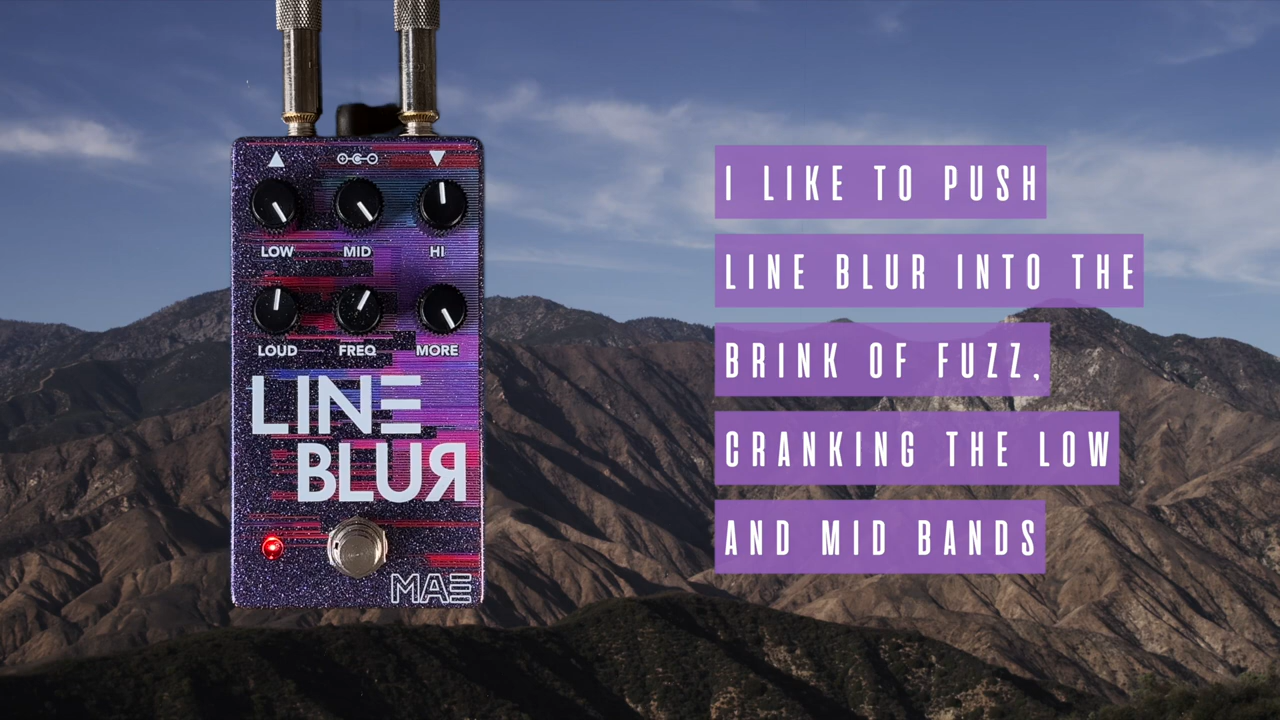 LOW MID HI
LOUD FREQ MORE
LINE
BLUR
MAE
I LIKE TO PUSH
LINE BLUR INTO THE
BRINK OF FUZZ,
CRANKING THE LOW
AND MID BANDS